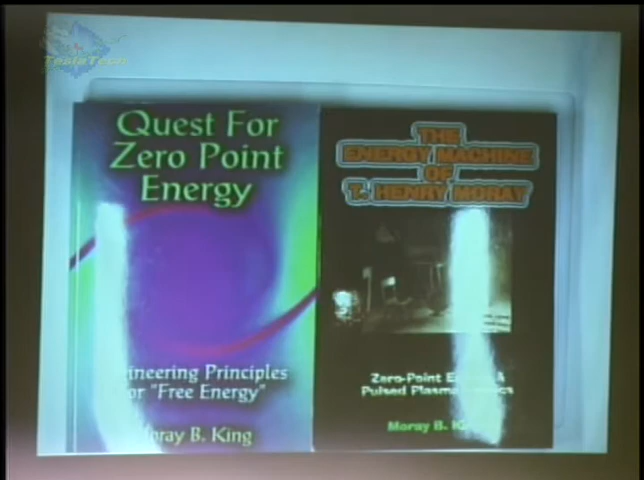 TeslaTech
Quest For
Zero Point
Energy
ineering Principles
or "Free Energy"
oray B. King
THE
ENERGY MACHINE
OF
T. HENRY MORAY
Zero-Point
Pulsed Plasma
Moray B.